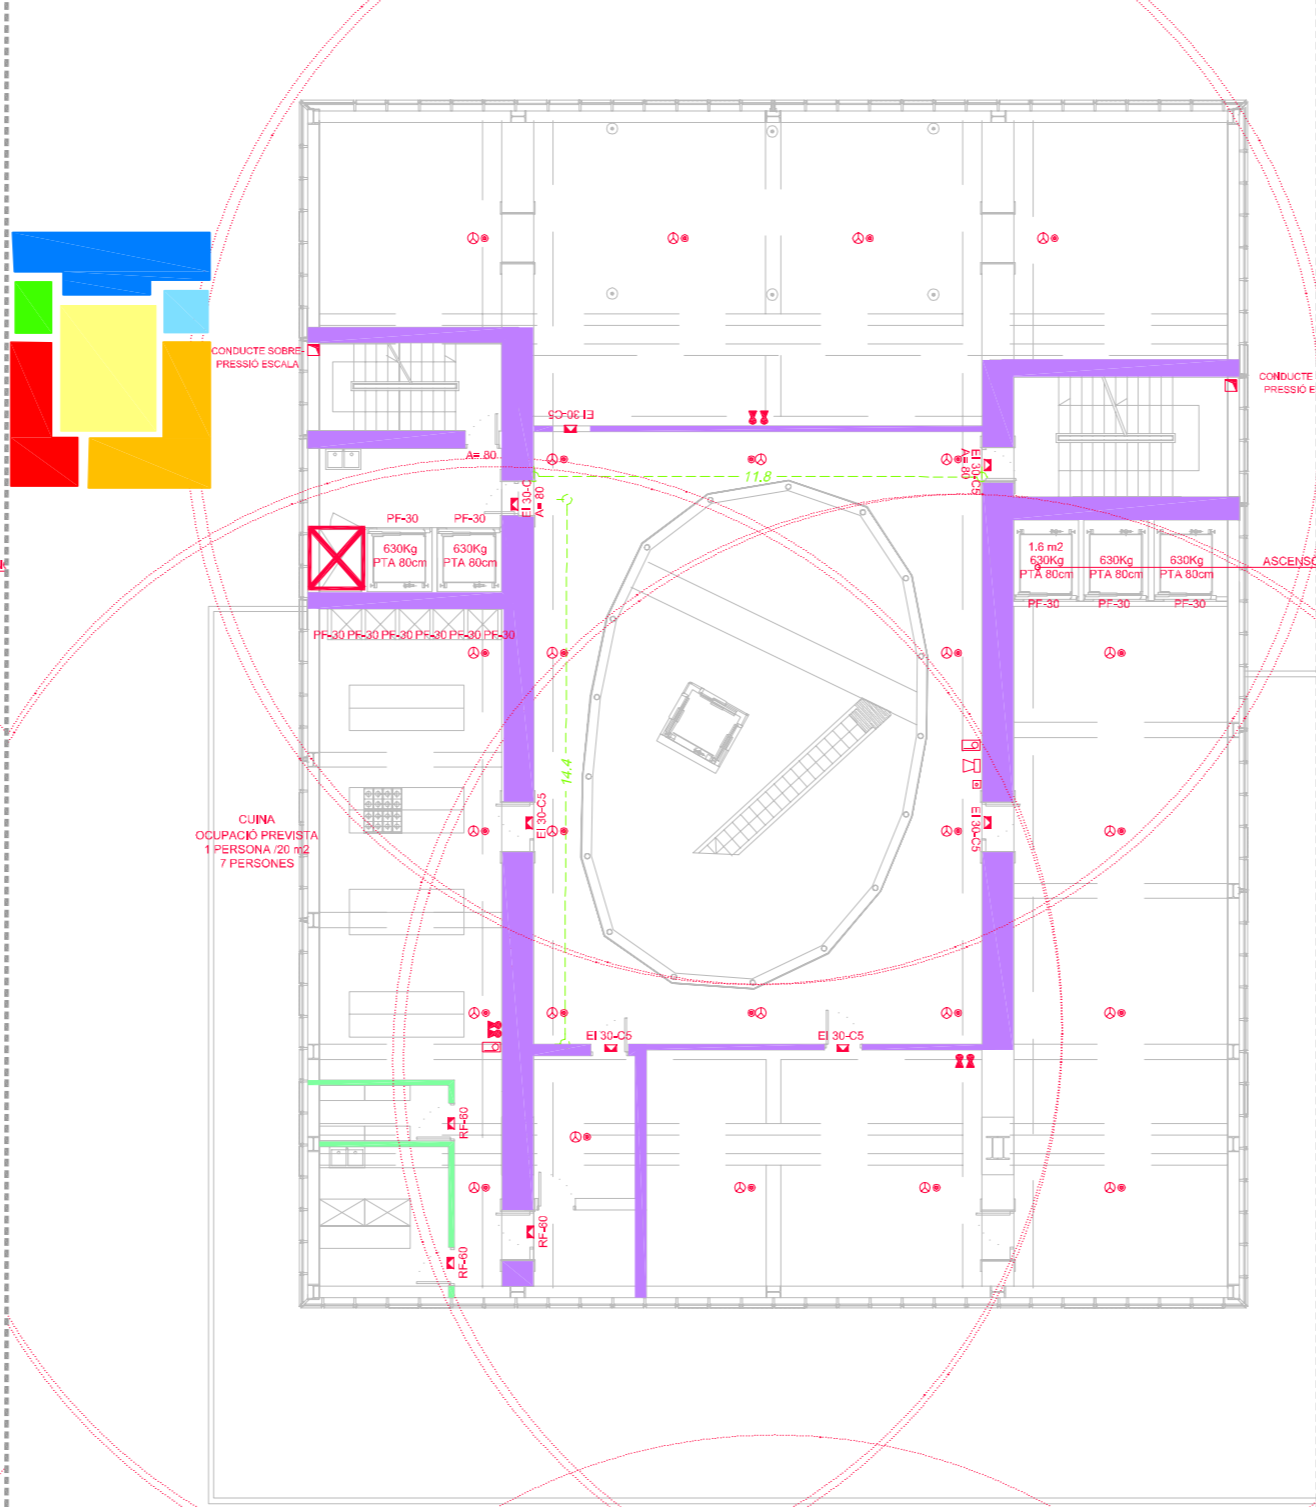 CONDUCTE SOBRE-
PRESSIÓ ESCALA
CONDUCTE
PRESSIÓ E
EI 30-C5
A= 80
11.8
EI 30-C5
A= 80
EI 30-C
A= 80
PF-30
PF-30
630Kg
PTA 80cm
630Kg
PTA 80cm
1.6 m2
630Kg
PTA 80cm
630Kg
PTA 80cm
630Kg
PTA 80cm
ASCENSO
PF-30
PF-30
PF-30
PF-30 PF-30 PF-30 PF-30 PF-30
14.4
EI 30-C5
EI 30-C5
CUINA
OCUPACIÓ PREVISTA
1 PERSONA /20 m2
7 PERSONES
EI 30-C5
EI 30-C5
RF-60
RF-60
RF-60